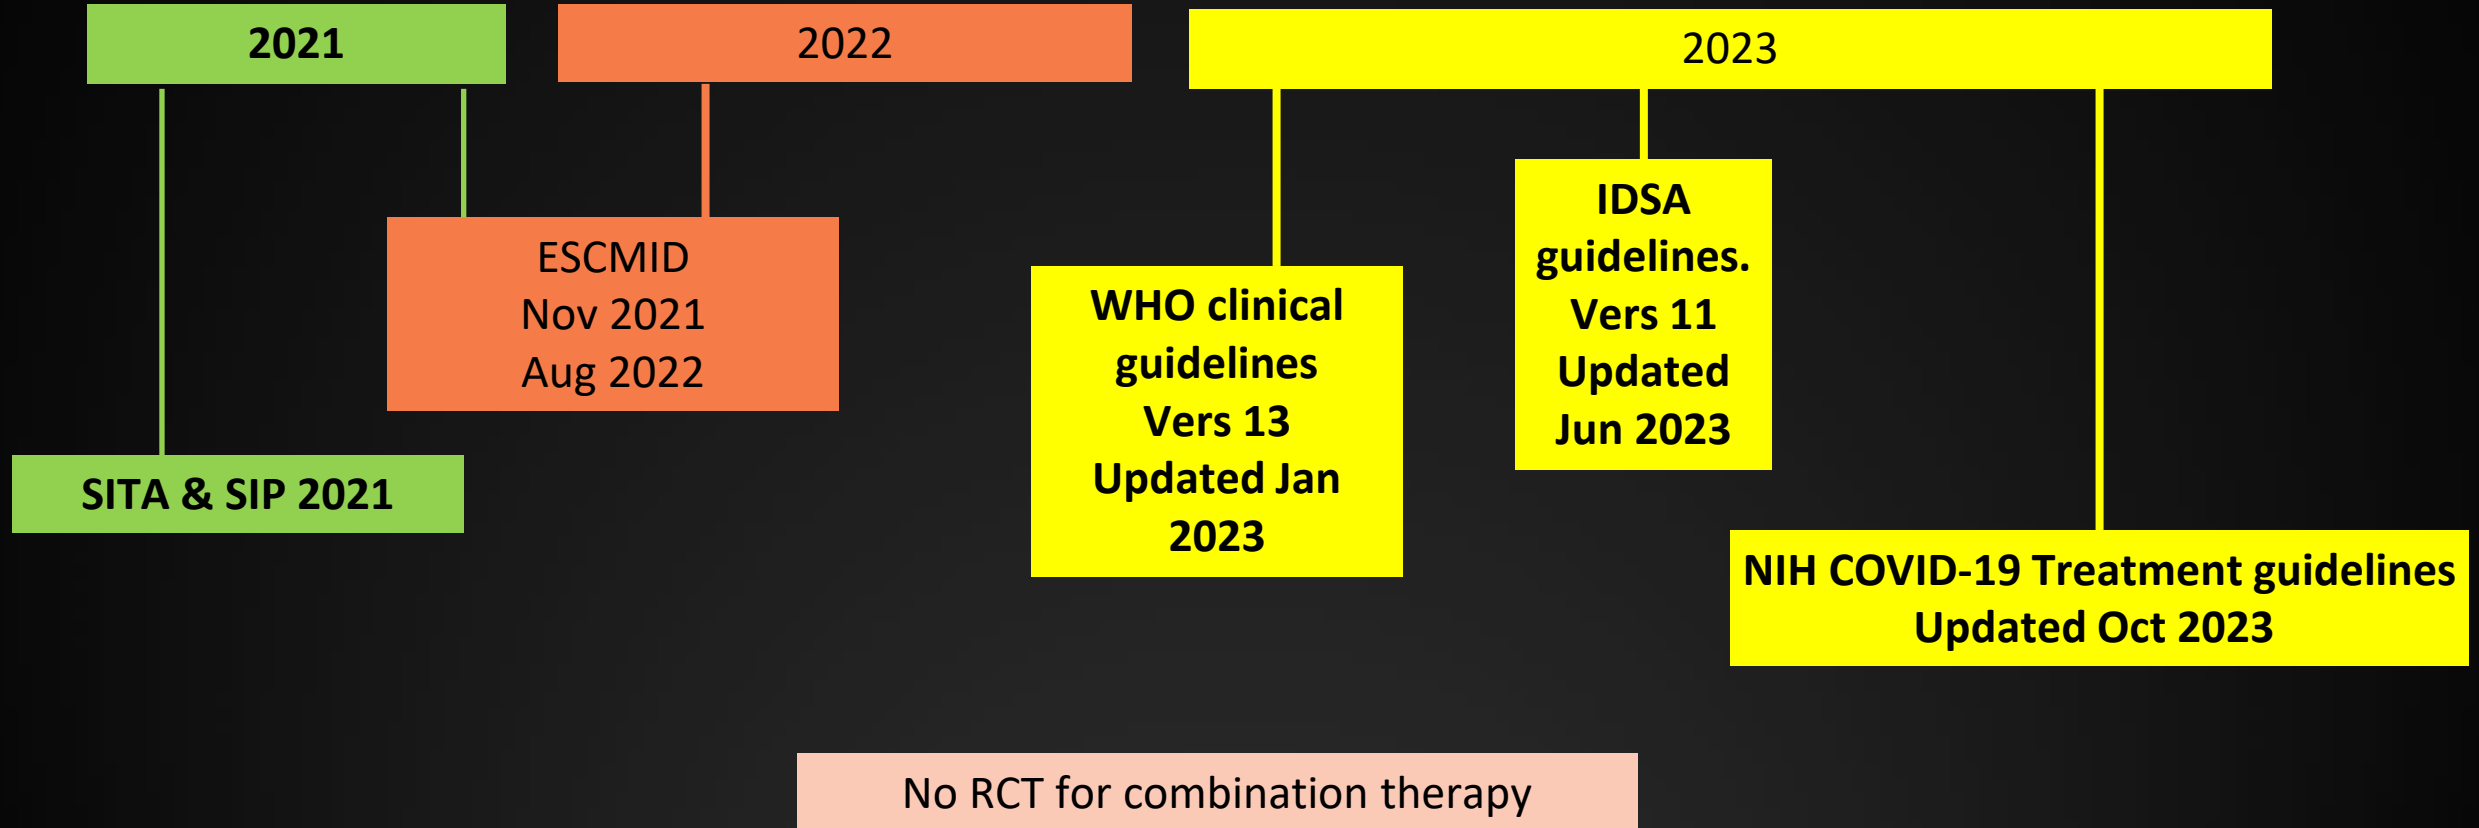 2021
2022
2023
ESCMID
Nov 2021
Aug 2022
SITA & SIP 2021
WHO clinical
guidelines
Vers 13
Updated Jan
2023
IDSA
guidelines.
Vers 11
Updated
Jun 2023
NIH COVID-19 Treatment guidelines
Updated Oct 2023
No RCT for combination therapy